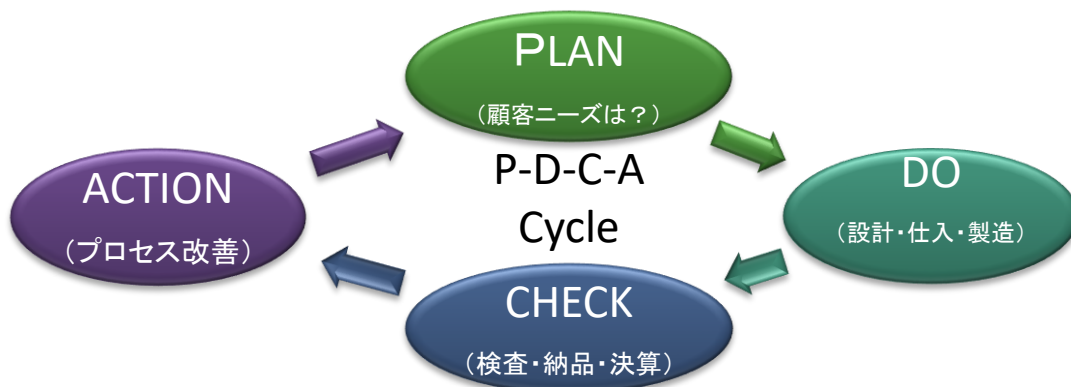 PLAN
（顧客ニーズは？）
P-D-C-A
Cycle
DO
（設計・仕入・製造）
CHECK
（検査・納品・決算）
ACTION
（プロセス改善）